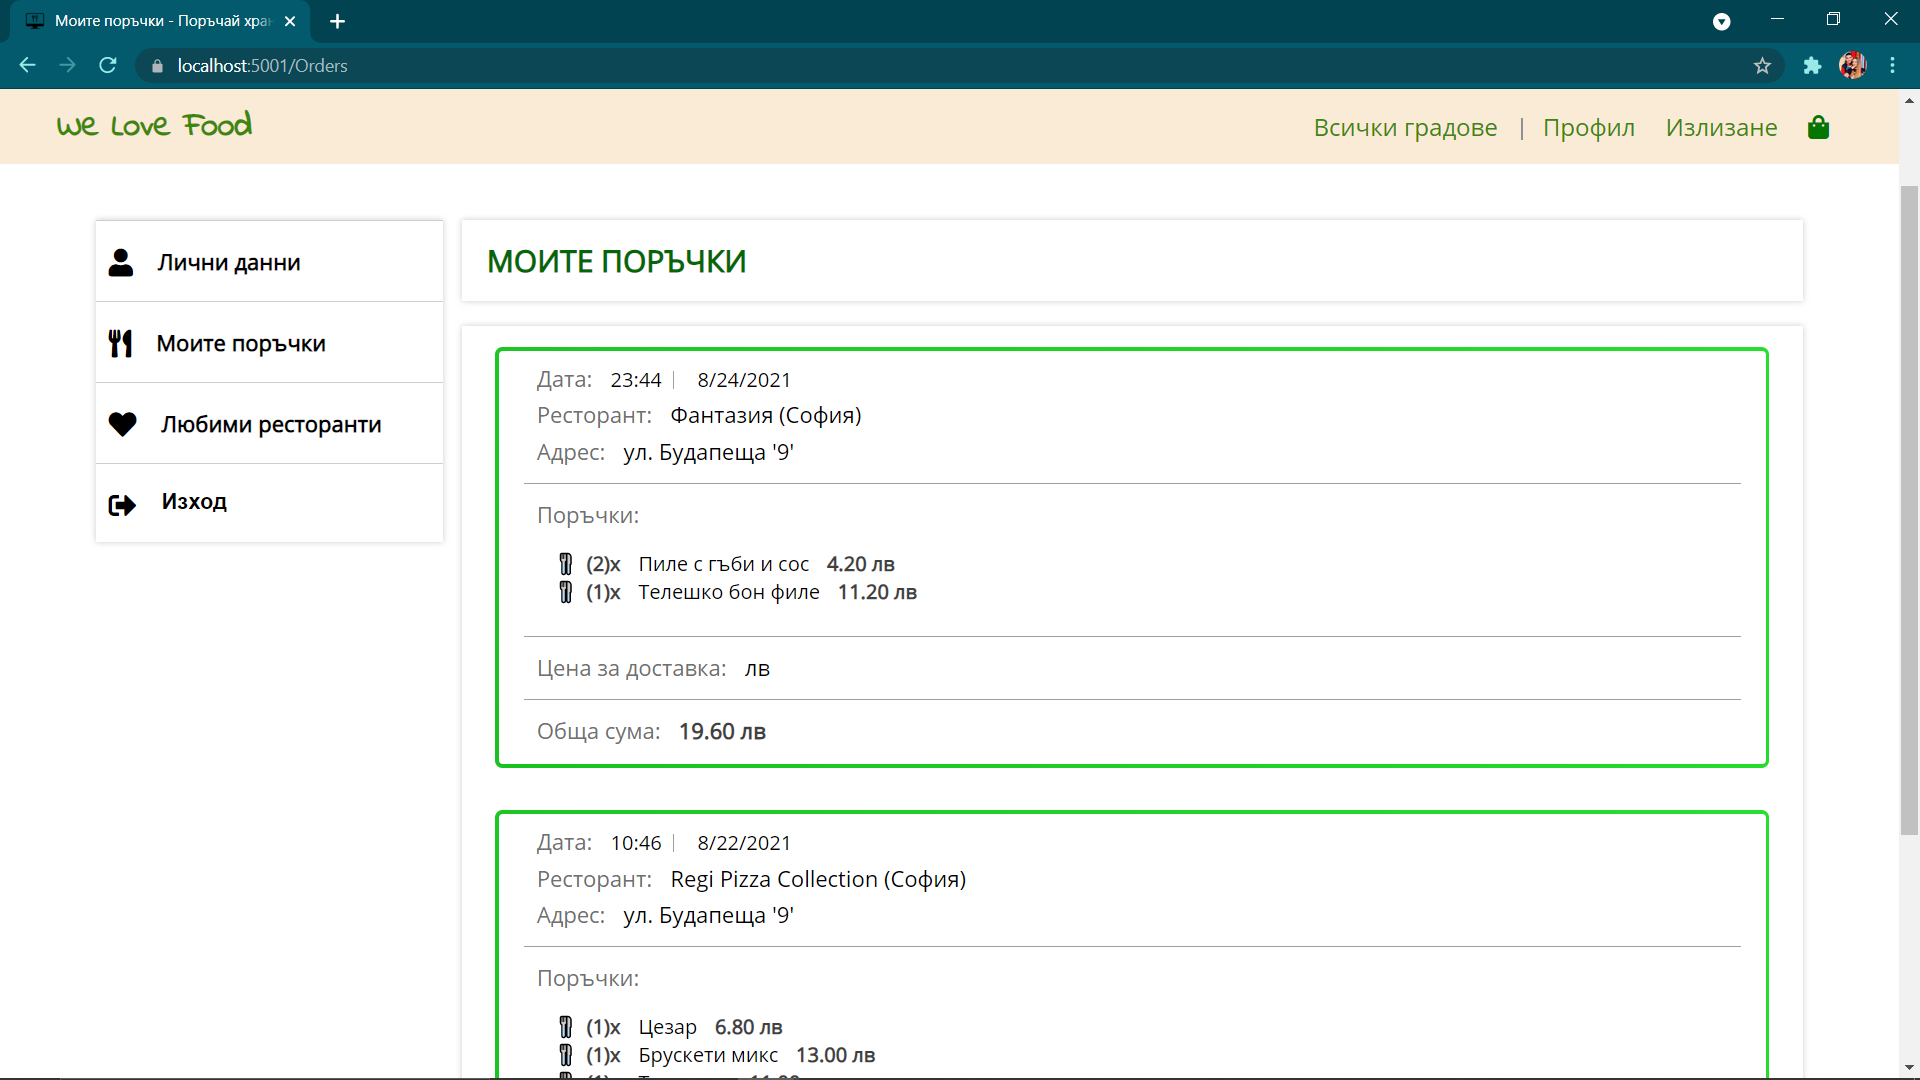 Моите поръчки - Поръчай хран
localhost:5001/Orders
We Love Food
Всички градове | Профил Излизане
Лични данни
Моите поръчки
Любими ресторанти
Изход
МОИТЕ ПОРЪЧКИ
Дата: 23:44 | 8/24/2021
Ресторант: Фантазия (София)
Адрес: ул. Будапеща '9'
Поръчки:
(2)x Пиле с гъби и сос 4.20 лв
(1)x Телешко бон филе 11.20 лв
Цена за доставка: лв
Обща сума: 19.60 лв
Дата: 10:46 | 8/22/2021
Ресторант: Regi Pizza Collection (София)
Адрес: ул. Будапеща '9'
Поръчки:
(1)x Цезар 6.80 лв
(1)x Брускети микс 13.00 лв